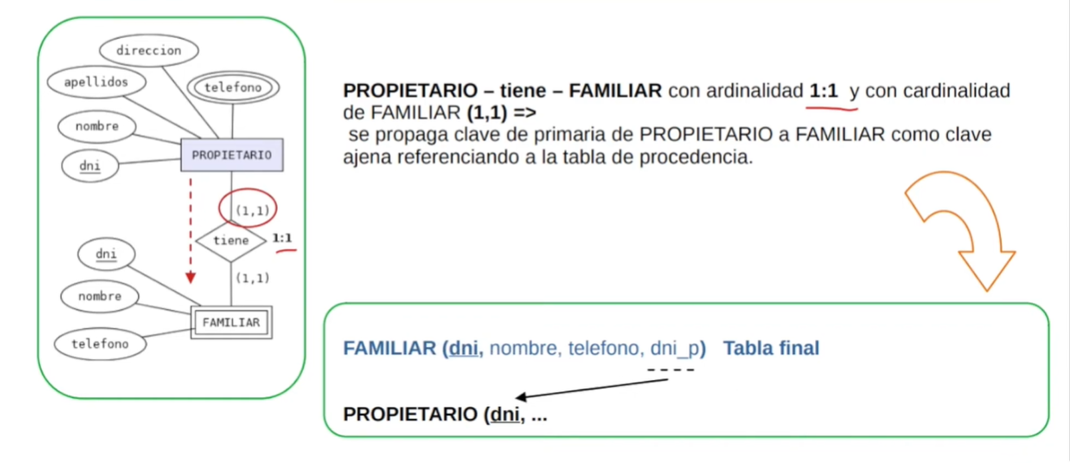 direccion
apellidos
telefono
nombre
dni
PROPIETARIO
(1,1)
tiene
1:1
dni
(1,1)
nombre
FAMILIAR
telefono
PROPIETARIO – tiene – FAMILIAR con ardinalidad 1:1 y con cardinalidad
de FAMILIAR (1,1) =>
se propaga clave de primaria de PROPIETARIO a FAMILIAR como clave
ajena referenciando a la tabla de procedencia.
FAMILIAR (dni, nombre, telefono, dni_p) Tabla final
PROPIETARIO (dni, ...